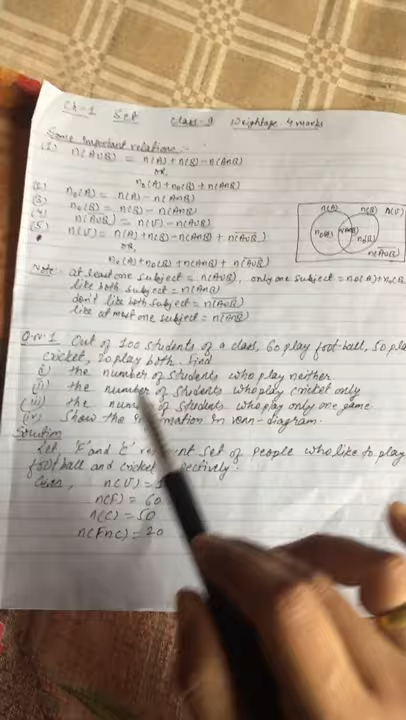 Ch-1 Set Class-9 Weightage 4 marks
Some important relations:-
(1) n(A∪B) = n(A)+n(B)-n(A∩B)
or,
n₀(A)+n₀(B)+n(A∩B)
(2) n₀(A) = n(A) - n(A∩B)
(3) n₀(B) = n(B) - n(A∩B)
(4) n(A̅∪̅B̅) = n(U) - n(A∪B)
(5) n(U) = n(A)+n(B)-n(A∩B) + n(A̅∪̅B̅)
or,
n₀(A)+n₀(B)+n(A∩B) + n(A̅∪̅B̅)
n(A) n(B) n(U)
n₀(A) n(A∩B) n₀(B)
n(A̅∪̅B̅)
Note:- at least one subject = n(A∪B), only one subject = n₀(A)+n₀(B
like both subject = n(A∩B)
don't like both subject = n(A̅∪̅B̅)
like at most one subject = n(A̅∩̅B̅)
Q.N.1 Out of 100 students of a class, 60 play foot-ball, 50 pla
cricket, 20 play both. Find
(i) the number of students who play neither
(ii) the number of students who play cricket only
(iii) the number of students who play only one game
(iv) Show the information in venn-diagram.
Solution
Let 'F' and 'C' represent set of people who like to play
football and cricket respectively.
n(U) =
n(F) = 60
n(C) = 50
n(F∩C) = 20